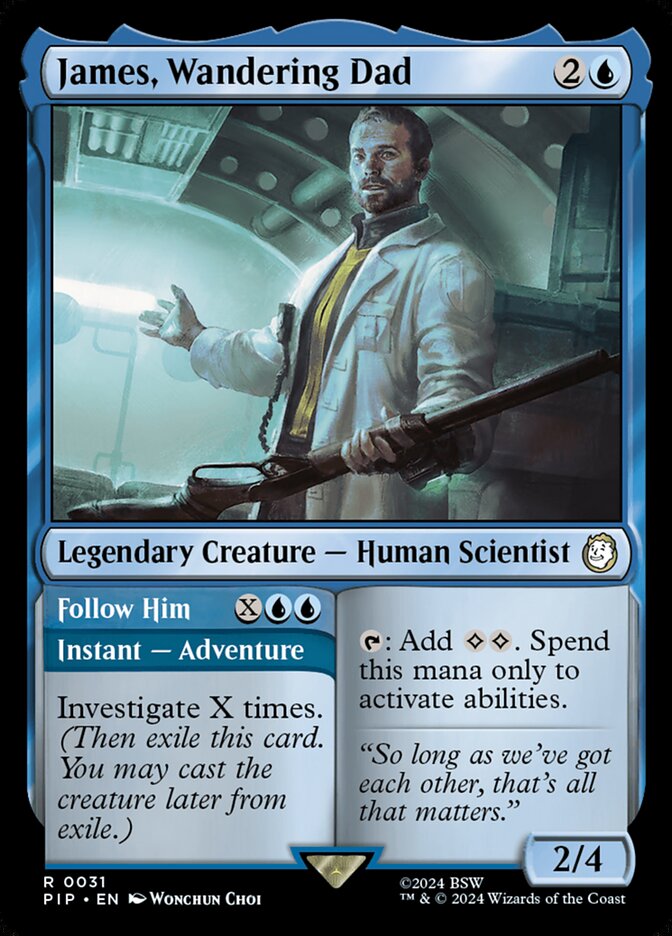 James, Wandering Dad 2
Legendary Creature — Human Scientist
Follow Him X
Instant — Adventure
Investigate X times.
(Then exile this card.
You may cast the
creature later from
exile.)
: Add . Spend
this mana only to
activate abilities.
“So long as we’ve got
each other, that’s all
that matters.”
2/4
R 0031
PIP • EN Wonchun Choi
©2024 BSW
™ & © 2024 Wizards of the Coast